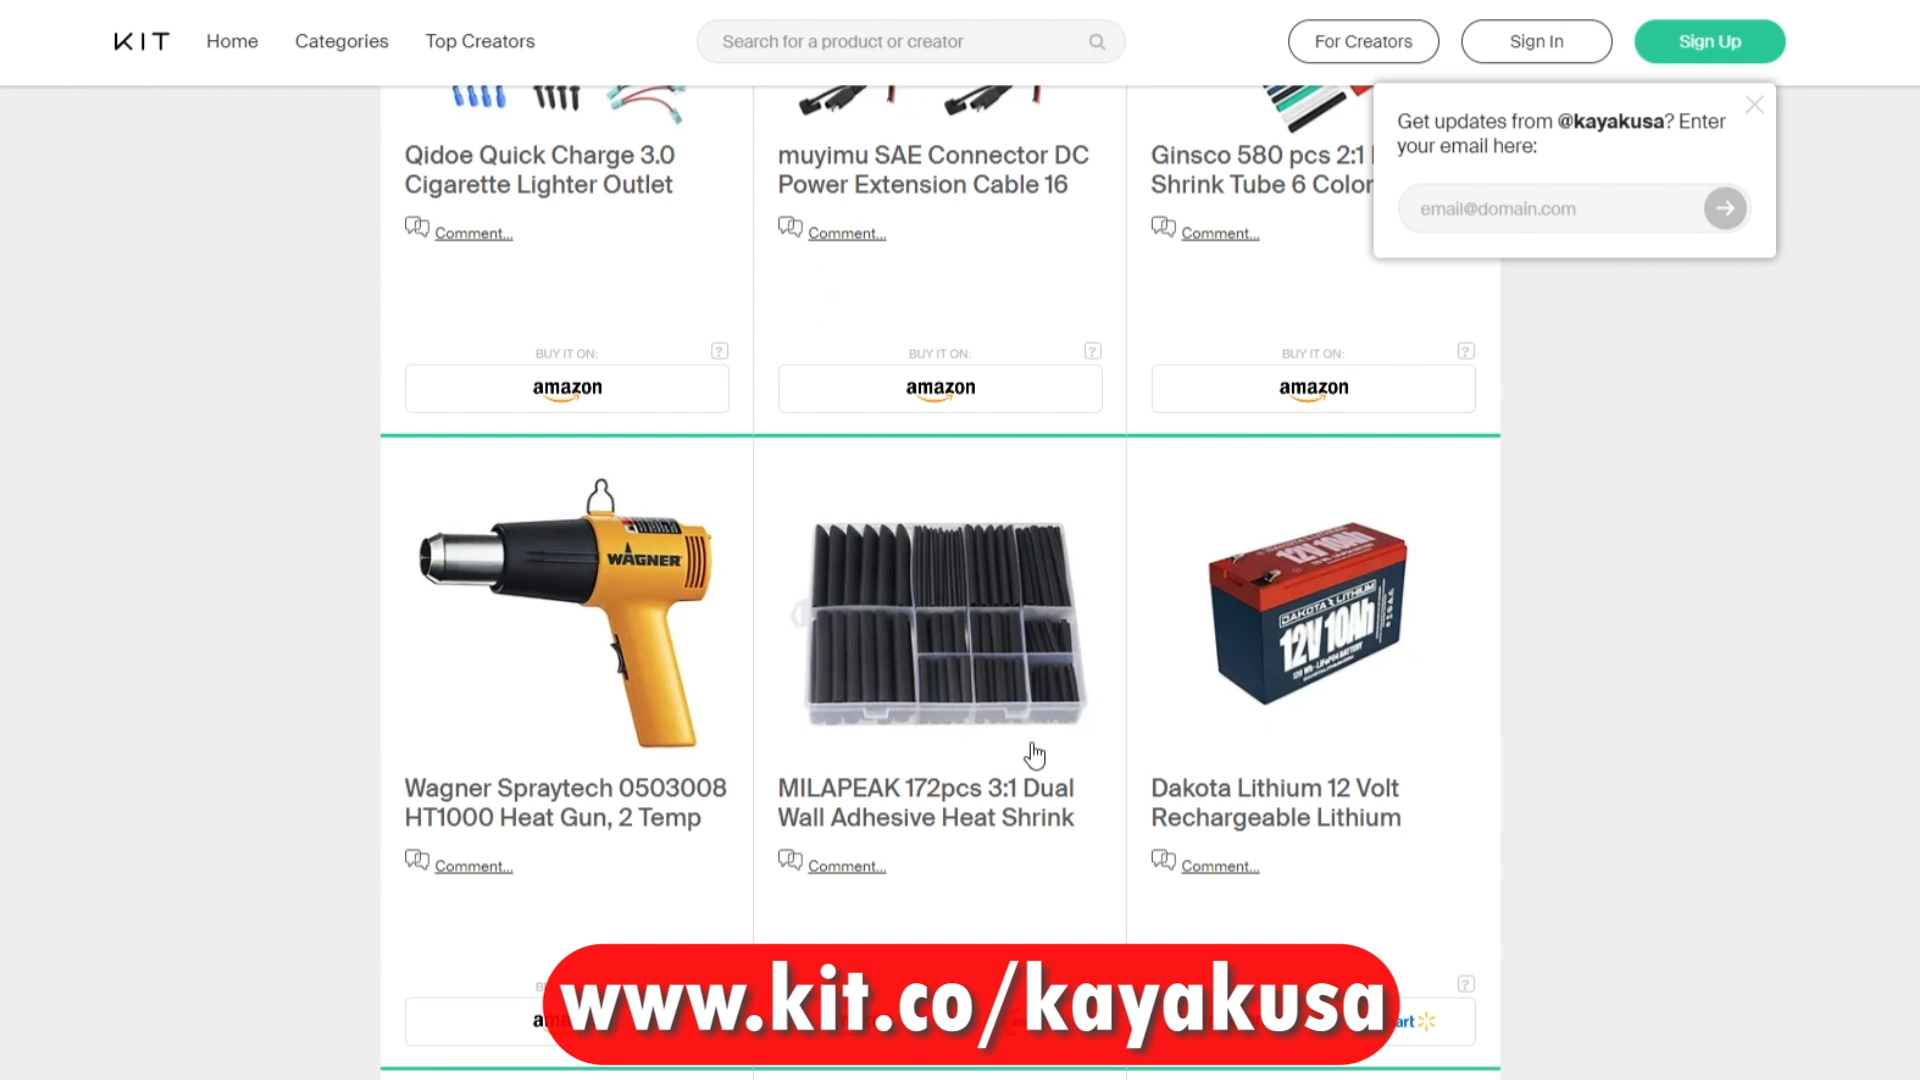 KIT
Home
Categories
Top Creators
Search for a product or creator
For Creators
Sign In
Sign Up
Get updates from @kayakusa? Enter
your email here:
email@domain.com
Qidoe Quick Charge 3.0
Cigarette Lighter Outlet
Comment...
BUY IT ON:
?
amazon
muyimu SAE Connector DC
Power Extension Cable 16
Comment...
BUY IT ON:
?
amazon
Ginsco 580 pcs 2:1
Shrink Tube 6 Color
Comment...
BUY IT ON:
?
amazon
WAGNER
Wagner Spraytech 0503008
HT1000 Heat Gun, 2 Temp
Comment...
MILAPEAK 172pcs 3:1 Dual
Wall Adhesive Heat Shrink
Comment...
12V 10Ah
DAKOTA LITHIUM
12V 10Ah
120 Wh - LiFePO4 BATTERY
Dakota Lithium 12 Volt
Rechargeable Lithium
Comment...
?
www.kit.co/kayakusa